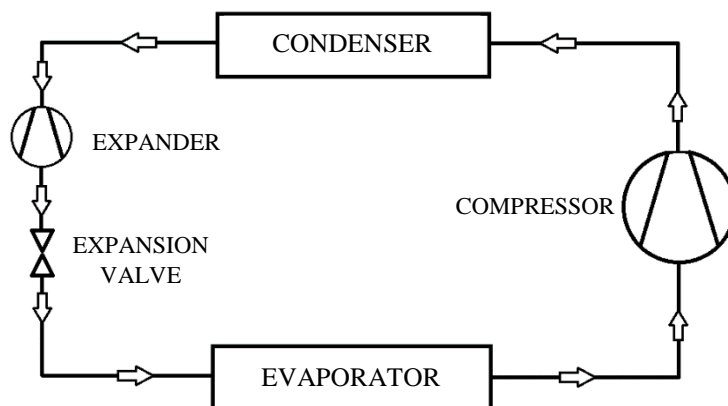 CONDENSER
EXPANDER
COMPRESSOR
EXPANSION
VALVE
EVAPORATOR